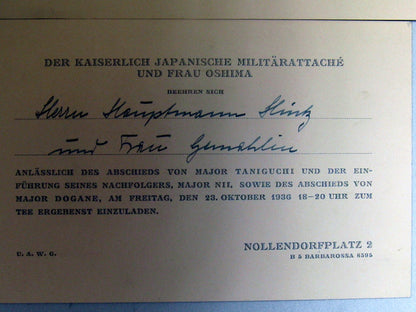 DER KAISERLICH JAPANISCHE MILITÄRATTACHÉ
UND FRAU OSHIMA
BEEHREN SICH
Herrn Hauptmann
und Frau Gemahlin
ANLÄSSLICH DES ABSCHIEDS VON MAJOR TANIGUCHI UND DER EIN-
FÜHRUNG SEINES NACHFOLGERS, MAJOR NII, SOWIE DES ABSCHIEDS VON
MAJOR DOGANE, AM FREITAG, DEN 23. OKTOBER 1936 18-20 UHR ZUM
TEE ERGEBENST EINZULADEN.
NOLLENDORFPLATZ 2
U. A. W. G.
B 5 BARBAROSSA 6595